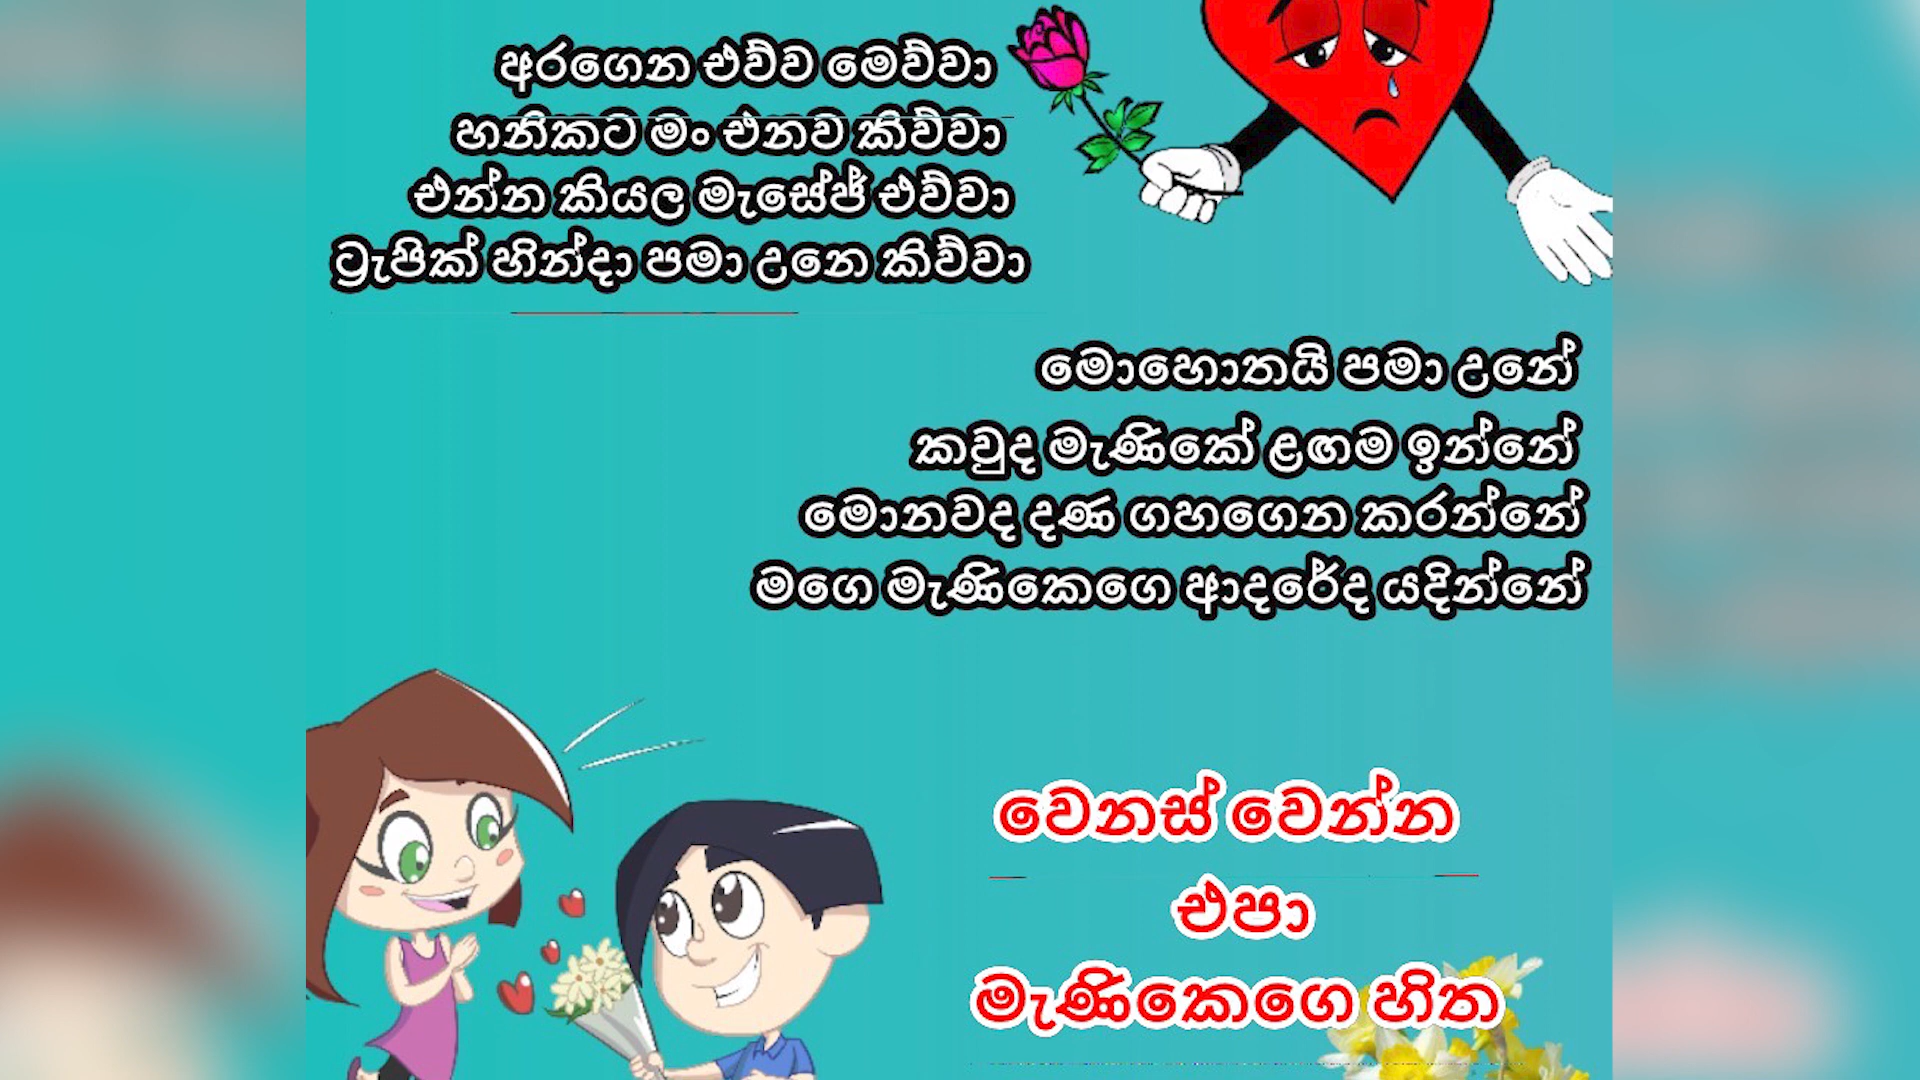 අරගෙන එව්ව මෙව්වා
හනිකට මං එනව කිව්වා
එන්න කියල මැසේජ් එව්වා
ට්‍රැපික් හින්දා පමා උනෙ කිව්වා
මොහොතයි පමා උනේ
කවුද මැණිකේ ළඟම ඉන්නේ
මොනවද දණ ගහගෙන කරන්නේ
මගෙ මැණිකෙගෙ ආදරේද යදින්නේ
වෙනස් වෙන්න
එපා
මැණිකෙගෙ හිත